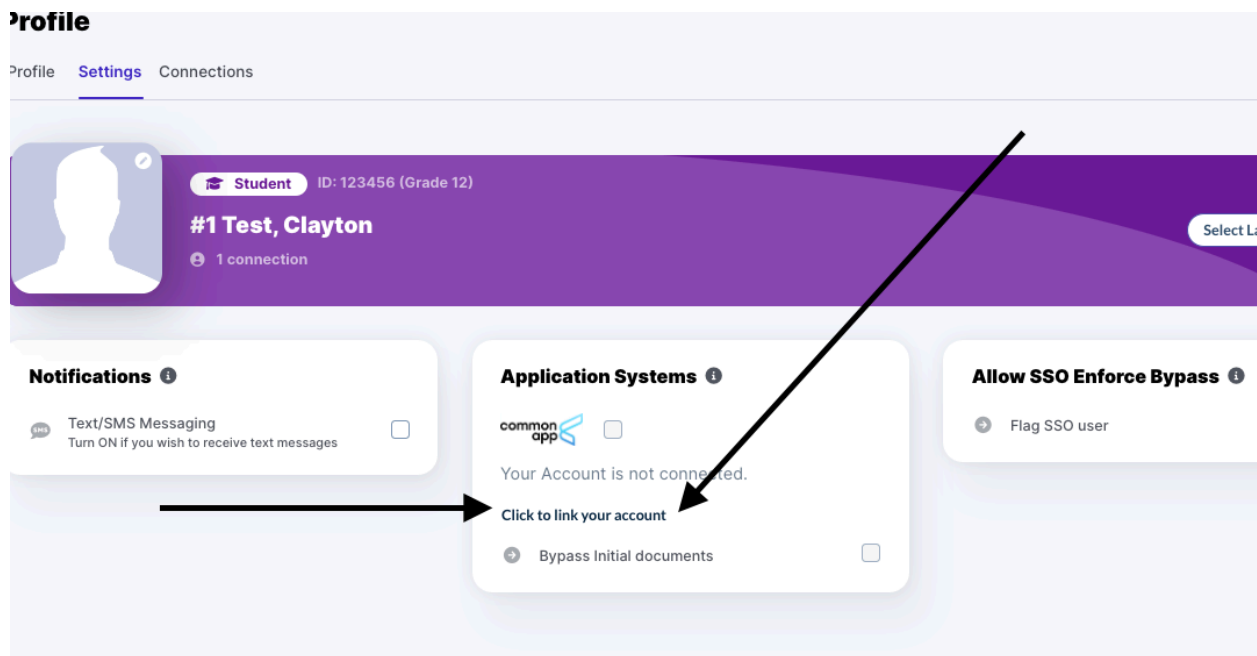 Profile
Profile Settings Connections
Student ID: 123456 (Grade 12)
#1 Test, Clayton
1 connection
Select La
Notifications
SMS Text/SMS Messaging
Turn ON if you wish to receive text messages
Application Systems
common app
Your Account is not connected.
Click to link your account
Bypass Initial documents
Allow SSO Enforce Bypass
Flag SSO user